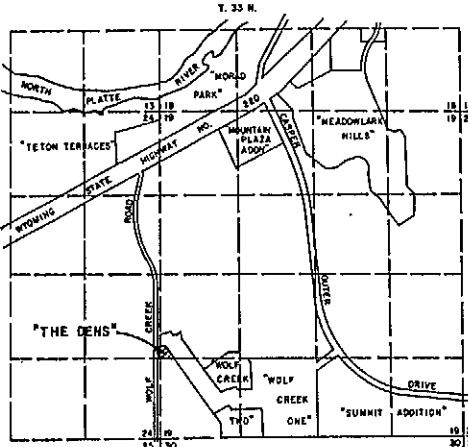 T. 33 N.
NORTH PLATTE RIVER
"MORAD
PARK"
13 18
24 19
"TETON TERRACES"
WYOMING STATE HIGHWAY NO. 220
"MOUNTAIN
PLAZA
ADDN"
CASPER
"MEADOWLARK
HILLS"
18
19
WOLF CREEK ROAD
OUTER
DRIVE
"THE DENS"
WOLF
CREEK
TWO"
"WOLF
CREEK
ONE"
"SUMMIT ADDITION"
24 19
25 30
19
30